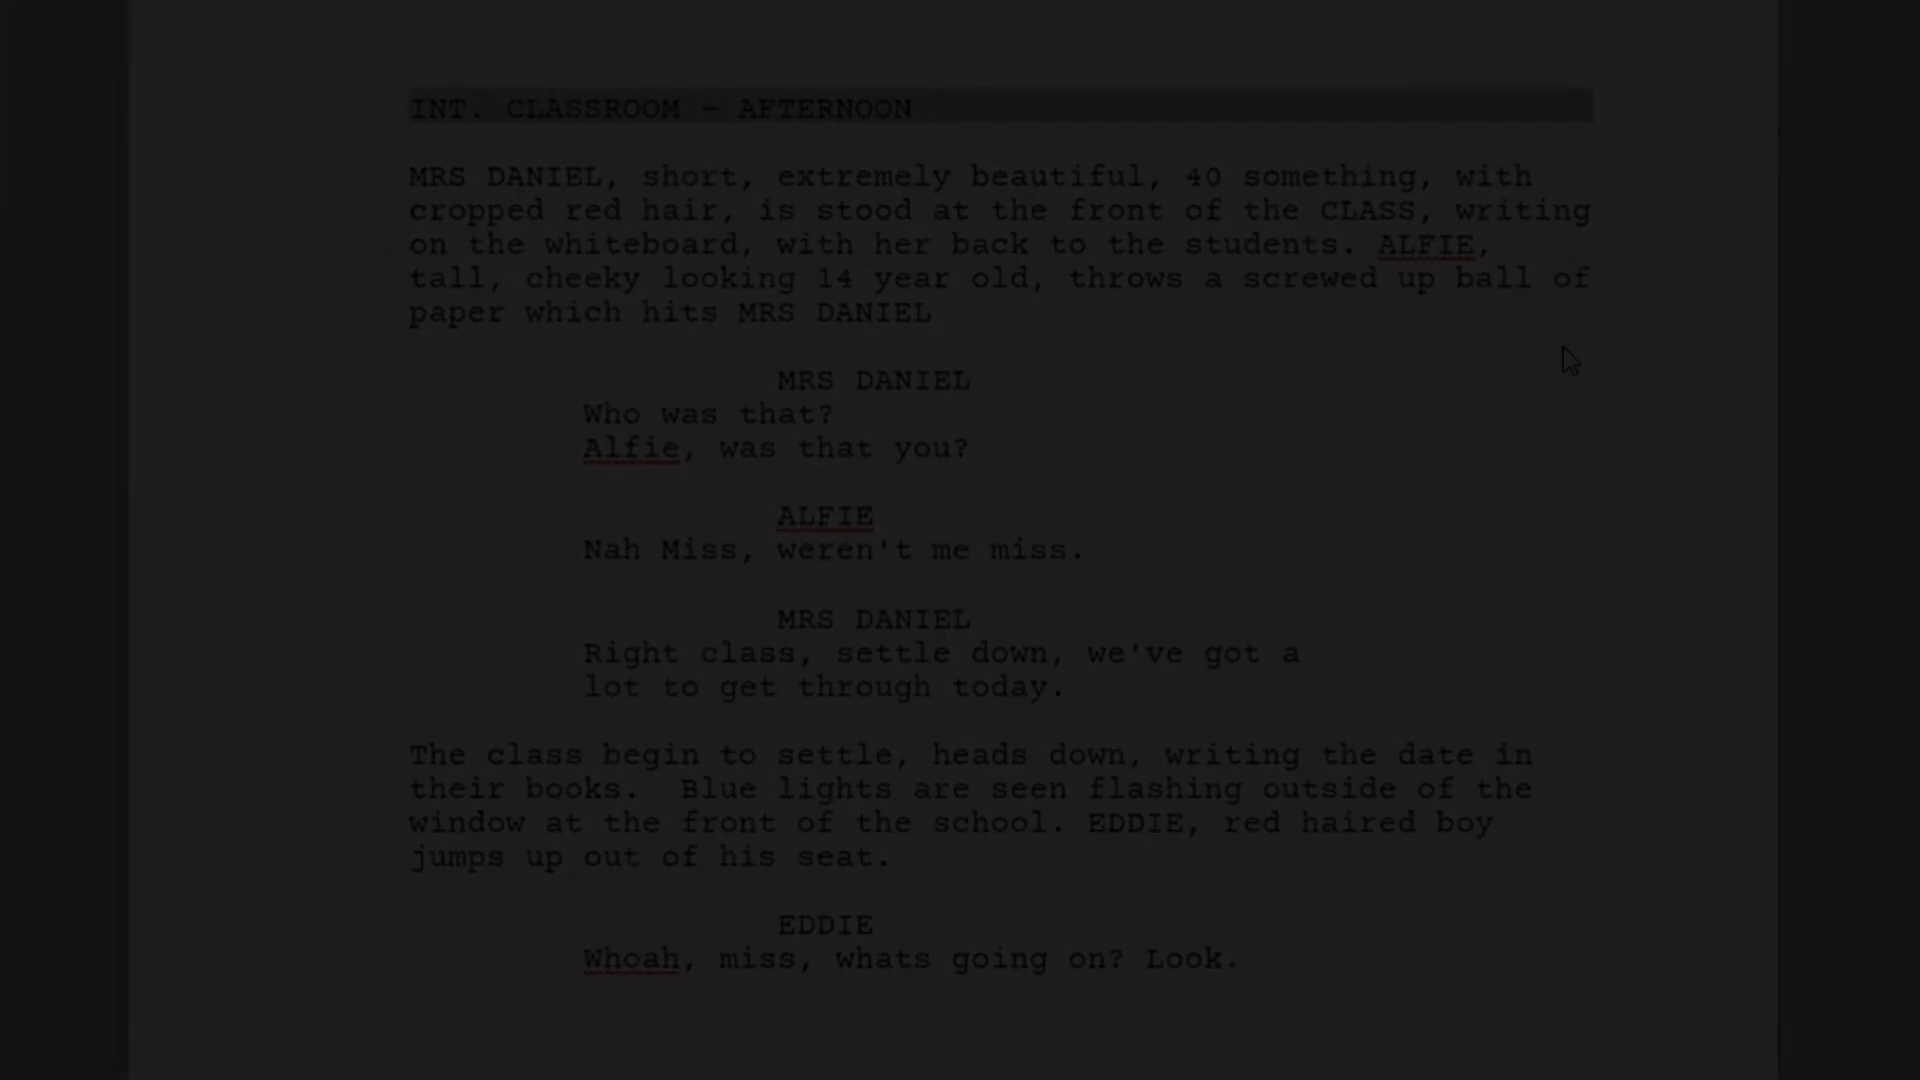 INT. CLASSROOM - AFTERNOON
MRS DANIEL, short, extremely beautiful, 40 something, with
cropped red hair, is stood at the front of the CLASS, writing
on the whiteboard, with her back to the students. ALFIE,
tall, cheeky looking 14 year old, throws a screwed up ball of
paper which hits MRS DANIEL
MRS DANIEL
Who was that?
Alfie, was that you?
ALFIE
Nah Miss, weren't me miss.
MRS DANIEL
Right class, settle down, we've got a
lot to get through today.
The class begin to settle, heads down, writing the date in
their books.  Blue lights are seen flashing outside of the
window at the front of the school. EDDIE, red haired boy
jumps up out of his seat.
EDDIE
Whoah, miss, whats going on? Look.